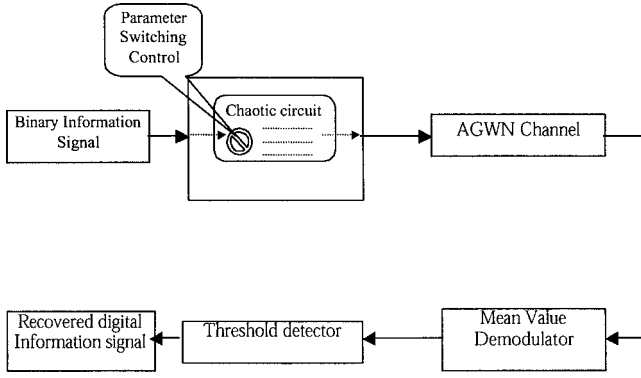 Parameter
Switching
Control
Chaotic circuit
Binary Information
Signal
AGWN Channel
Recovered digital
Information signal
Threshold detector
Mean Value
Demodulator